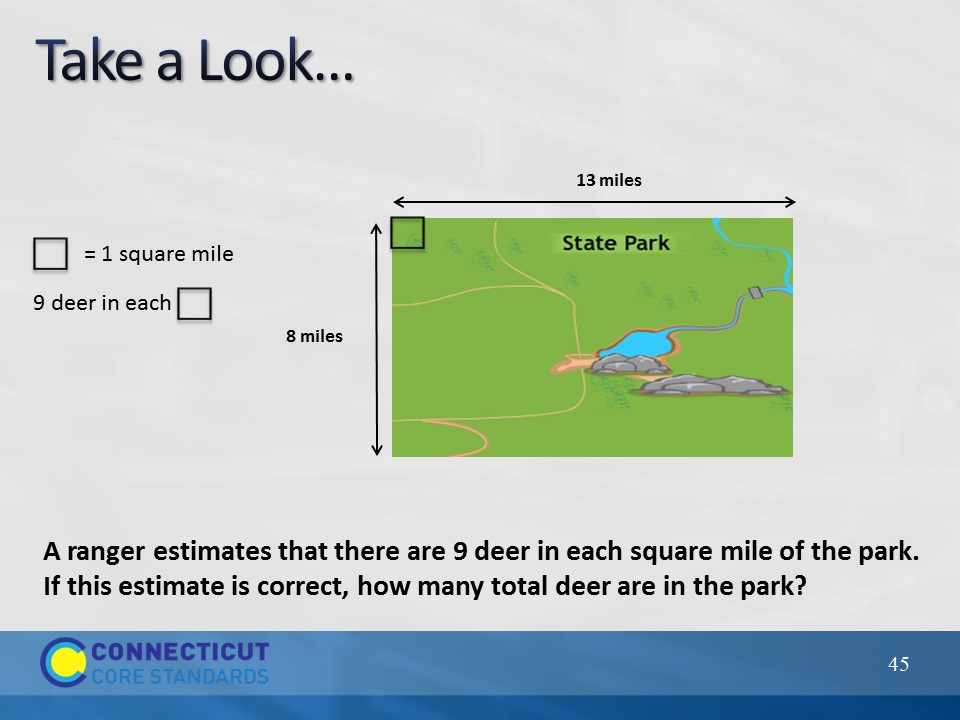 Take a Look...
13 miles
= 1 square mile
State Park
9 deer in each
8 miles
A ranger estimates that there are 9 deer in each square mile of the park.
If this estimate is correct, how many total deer are in the park?
CONNECTICUT
CORE STANDARDS
45